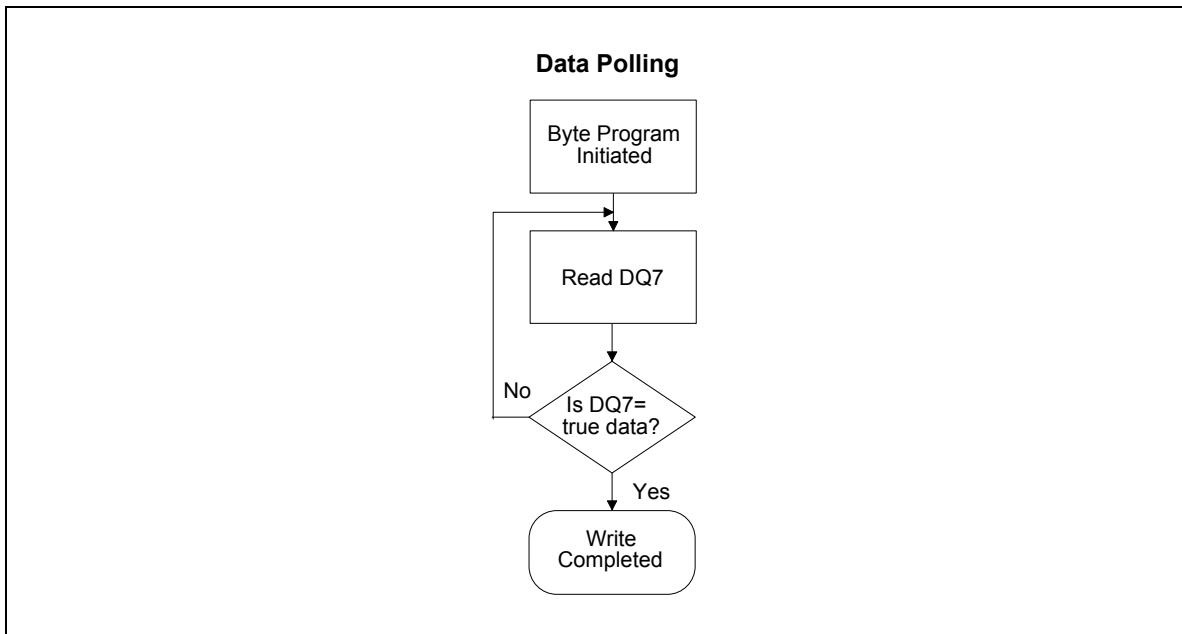 Data Polling
Byte Program
Initiated
Read DQ7
No
Is DQ7=
true data?
Yes
Write
Completed